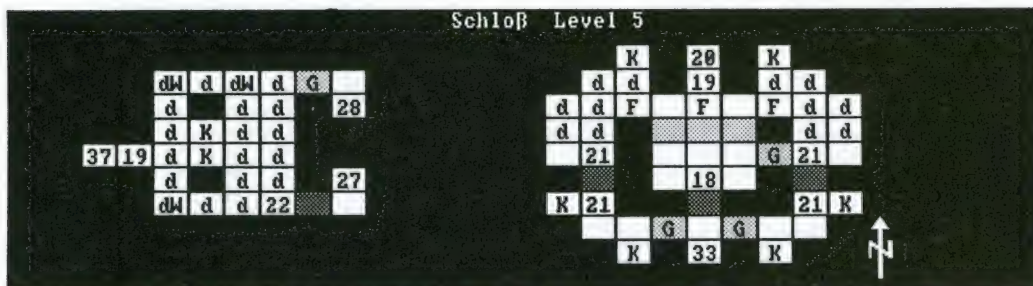 Schloß Level 5
K 20 K
dW d dW d G d d 19 d d
d d d 28 d d F F F d d
d K d d d d d d
37 19 d K d d 21 G 21
d d d 27 18
dW d d 22 K 21 21 K
G G
K 33 K
N